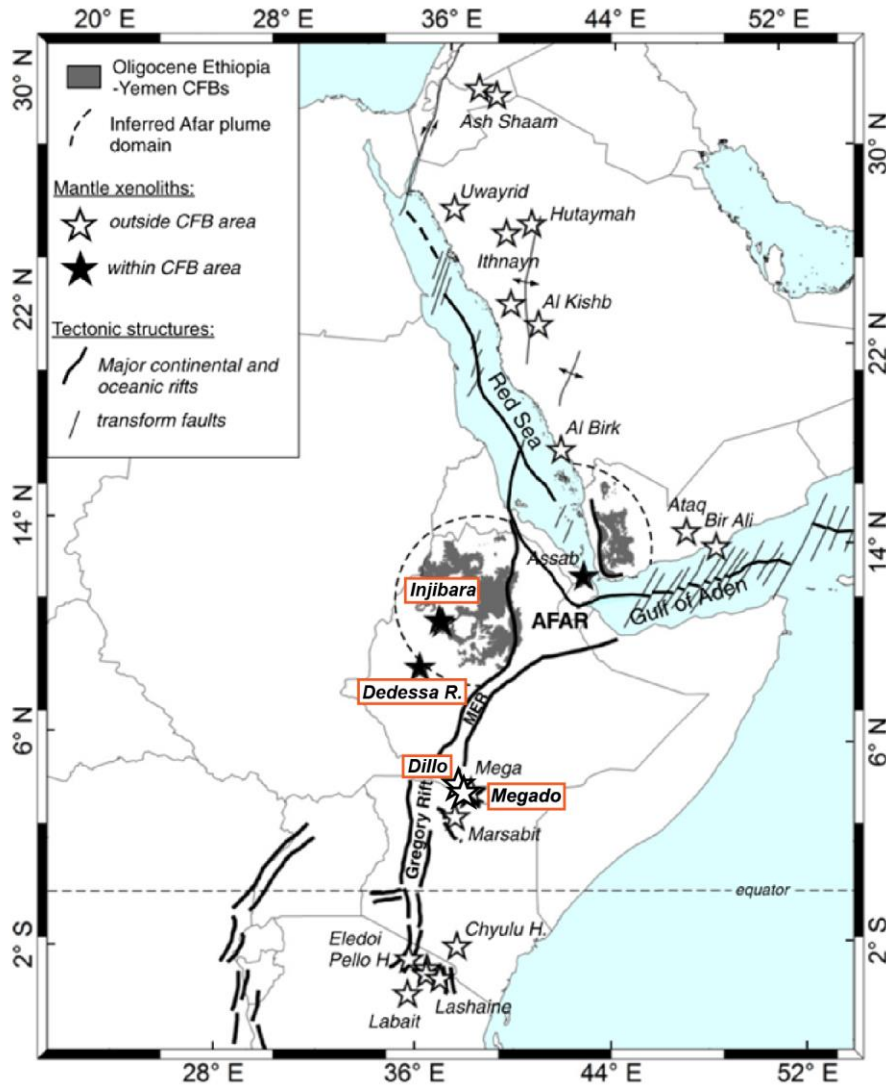 20° E
28° E
36° E
44° E
52° E
30° N
22° N
14° N
6° N
2° S
Oligocene Ethiopia
-Yemen CFBs
Inferred Afar plume
domain
Mantle xenoliths:
outside CFB area
within CFB area
Tectonic structures:
Major continental and
oceanic rifts
transform faults
Ash Shaam
Uwayrid
Hutaymah
Ithnayn
Al Kishb
Red Sea
Al Birk
Ataq
Bir Ali
Assab
Gulf of Aden
Injibara
AFAR
Dedessa R.
MER
Dillo
Mega
Megado
Gregory Rift
Marsabit
equator
Chyulu H.
Eledoi
Pello H.
Lashaine
Labait
30° N
22° N
14° N
6° N
2° S
28° E
36° E
44° E
52° E